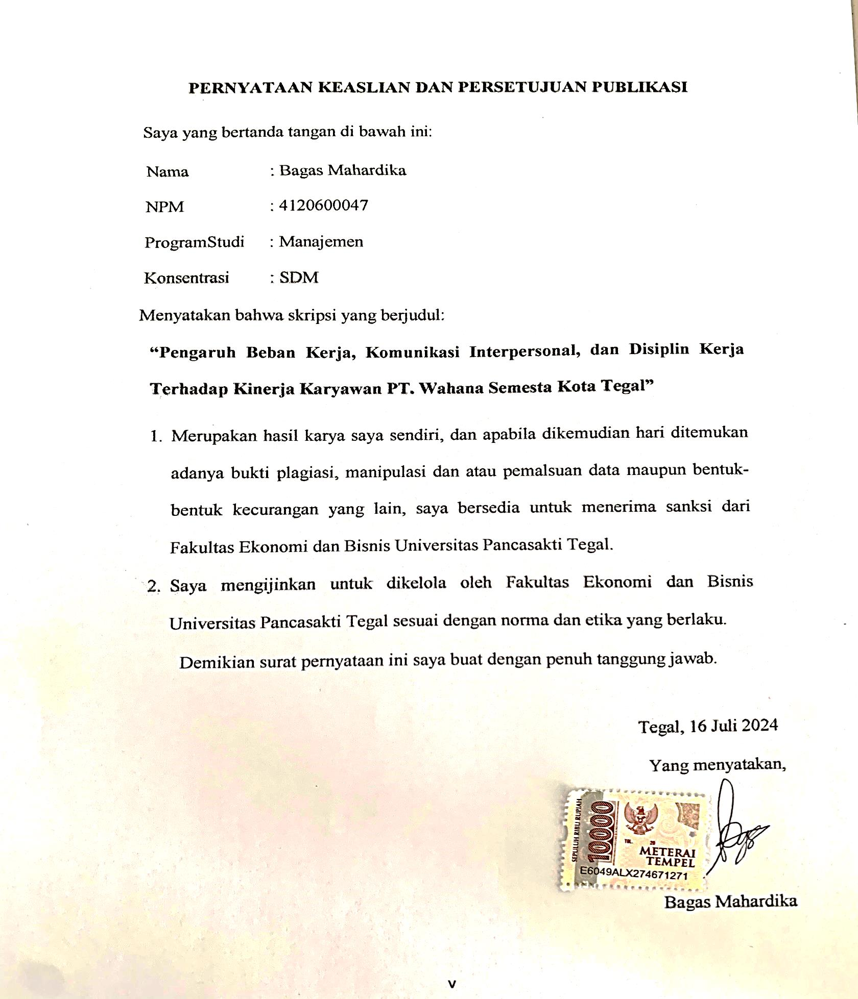 PERNYATAAN KEASLIAN DAN PERSETUJUAN PUBLIKASI
Saya yang bertanda tangan di bawah ini:
Nama : Bagas Mahardika
NPM : 4120600047
ProgramStudi : Manajemen
Konsentrasi : SDM
Menyatakan bahwa skripsi yang berjudul:
“Pengaruh Beban Kerja, Komunikasi Interpersonal, dan Disiplin Kerja
Terhadap Kinerja Karyawan PT. Wahana Semesta Kota Tegal”
1. Merupakan hasil karya saya sendiri, dan apabila dikemudian hari ditemukan
adanya bukti plagiasi, manipulasi dan atau pemalsuan data maupun bentuk-
bentuk kecurangan yang lain, saya bersedia untuk menerima sanksi dari
Fakultas Ekonomi dan Bisnis Universitas Pancasakti Tegal.
2. Saya mengijinkan untuk dikelola oleh Fakultas Ekonomi dan Bisnis
Universitas Pancasakti Tegal sesuai dengan norma dan etika yang berlaku.
Demikian surat pernyataan ini saya buat dengan penuh tanggung jawab.
Tegal, 16 Juli 2024
Yang menyatakan,
SEPULUH RIBU RUPIAH
10000
TGL. 20
METERAI
TEMPEL
E6049ALX274671271
Bagas Mahardika
v